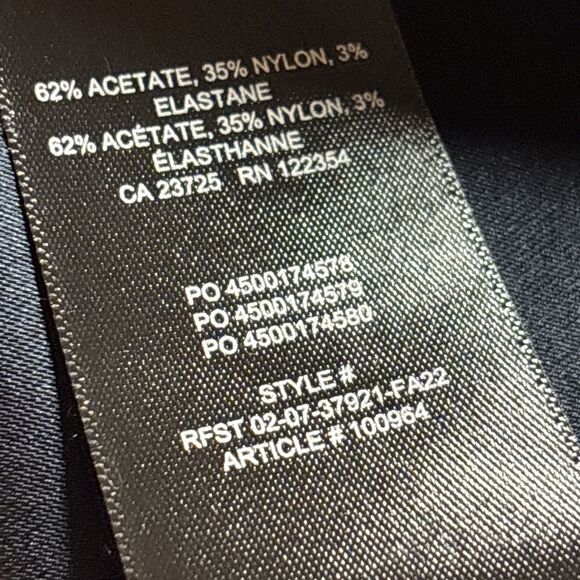 62% ACETATE, 35% NYLON, 3%
ELASTANE
62% ACÉTATE, 35% NYLON, 3%
ÉLASTHANNE
CA 23725 RN 122354
PO 4500174578
PO 4500174579
PO 4500174580
STYLE #
RFST 02-07-37921-FA22
ARTICLE # 100964